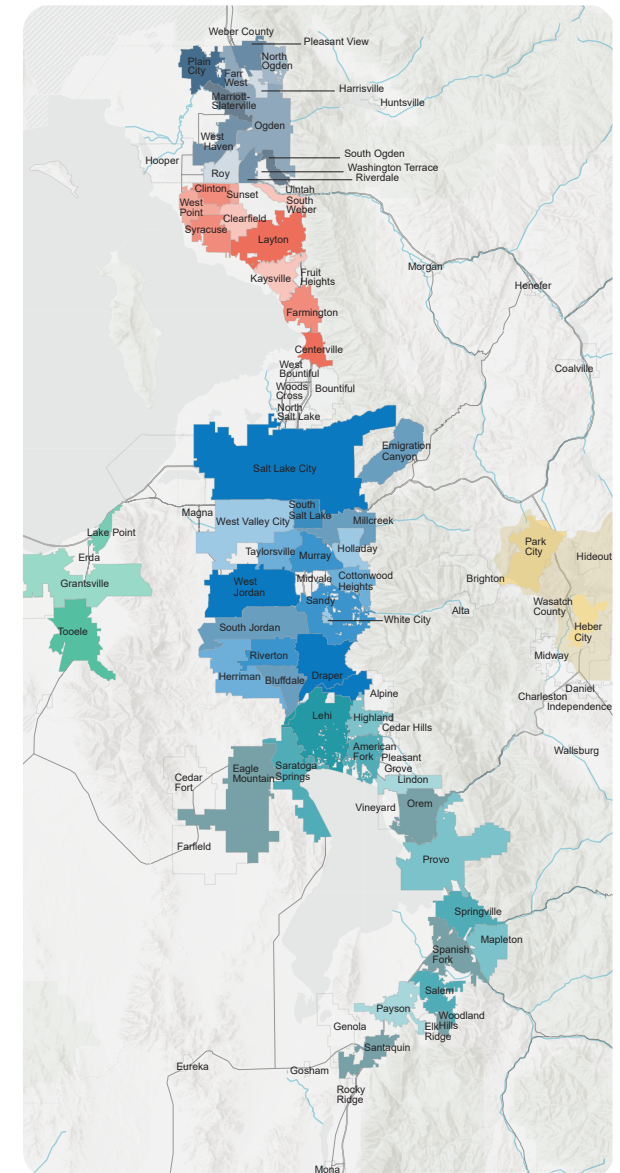 Weber County
Pleasant View
Plain
City
North
Ogden
Farr
West
Harrisville
Marriott-
Slaterville
Huntsville
Ogden
West
Haven
South Ogden
Hooper
Washington Terrace
Roy
Riverdale
Clinton
Uintah
Sunset
West
Point
South
Weber
Clearfield
Syracuse
Layton
Morgan
Kaysville
Fruit
Heights
Henefer
Farmington
Centerville
West
Bountiful
Coalville
Woods
Cross
Bountiful
North
Salt Lake
Emigration
Canyon
Salt Lake City
Magna
South
Salt Lake
West Valley City
Millcreek
Lake Point
Park
City
Taylorsville
Murray
Holladay
Erda
Hideout
Grantsville
West
Jordan
Midvale
Cottonwood
Heights
Brighton
Sandy
Alta
Wasatch
County
White City
Tooele
South Jordan
Heber
City
Riverton
Midway
Herriman
Bluffdale
Draper
Alpine
Daniel
Charleston
Independence
Lehi
Highland
Cedar Hills
American
Fork
Wallsburg
Pleasant
Grove
Eagle
Mountain
Saratoga
Springs
Cedar
Fort
Lindon
Vineyard
Orem
Farfield
Provo
Springville
Mapleton
Spanish
Fork
Salem
Payson
Woodland
Hills
Elk
Ridge
Genola
Santaquin
Eureka
Gosham
Rocky
Ridge
Mona